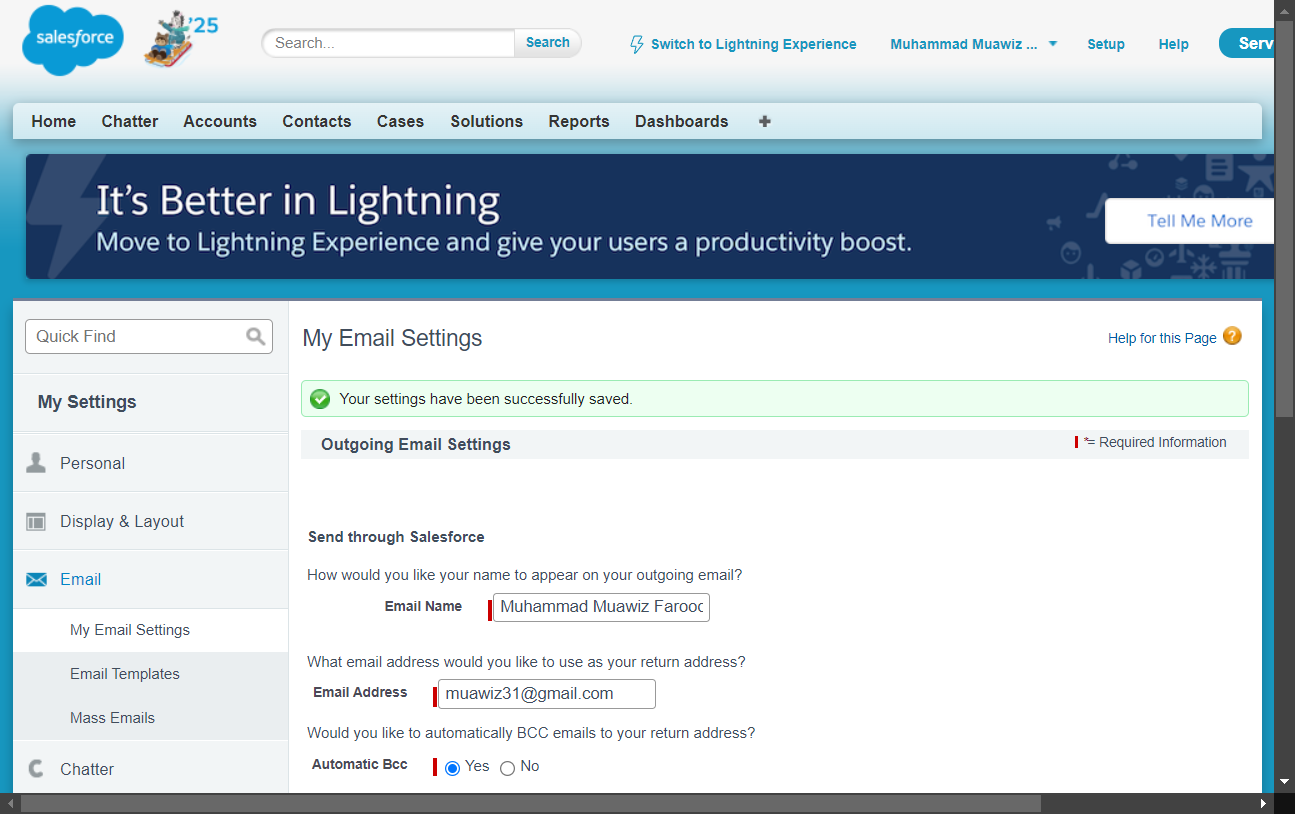 salesforce
'25
Search...
Search
Switch to Lightning Experience
Muhammad Muawiz ...
Setup
Help
Serv
Home Chatter Accounts Contacts Cases Solutions Reports Dashboards
It's Better in Lightning
Move to Lightning Experience and give your users a productivity boost.
Tell Me More
Quick Find
My Settings
Personal
Display & Layout
Email
My Email Settings
Email Templates
Mass Emails
Chatter
My Email Settings
Help for this Page ?
Your settings have been successfully saved.
Outgoing Email Settings
*= Required Information
Send through Salesforce
How would you like your name to appear on your outgoing email?
Email Name Muhammad Muawiz Farooc
What email address would you like to use as your return address?
Email Address muawiz31@gmail.com
Would you like to automatically BCC emails to your return address?
Automatic Bcc Yes No